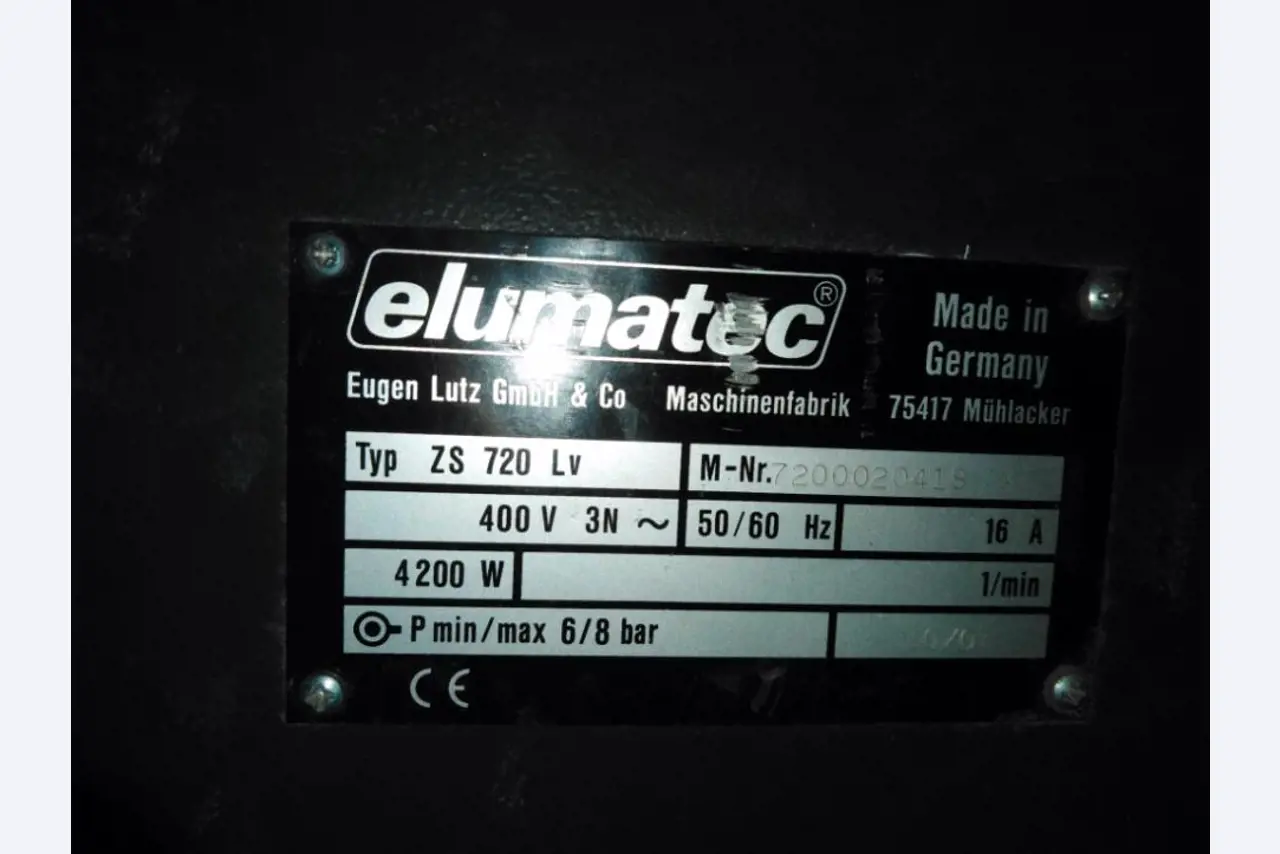 elumatec®
Made in
Germany
Eugen Lutz GmbH & Co Maschinenfabrik 75417 Mühlacker
Typ ZS 720 Lv M-Nr.
400 V 3N ~ 50/60 Hz 16 A
4200 W 1/min
P min/max 6/8 bar
CE